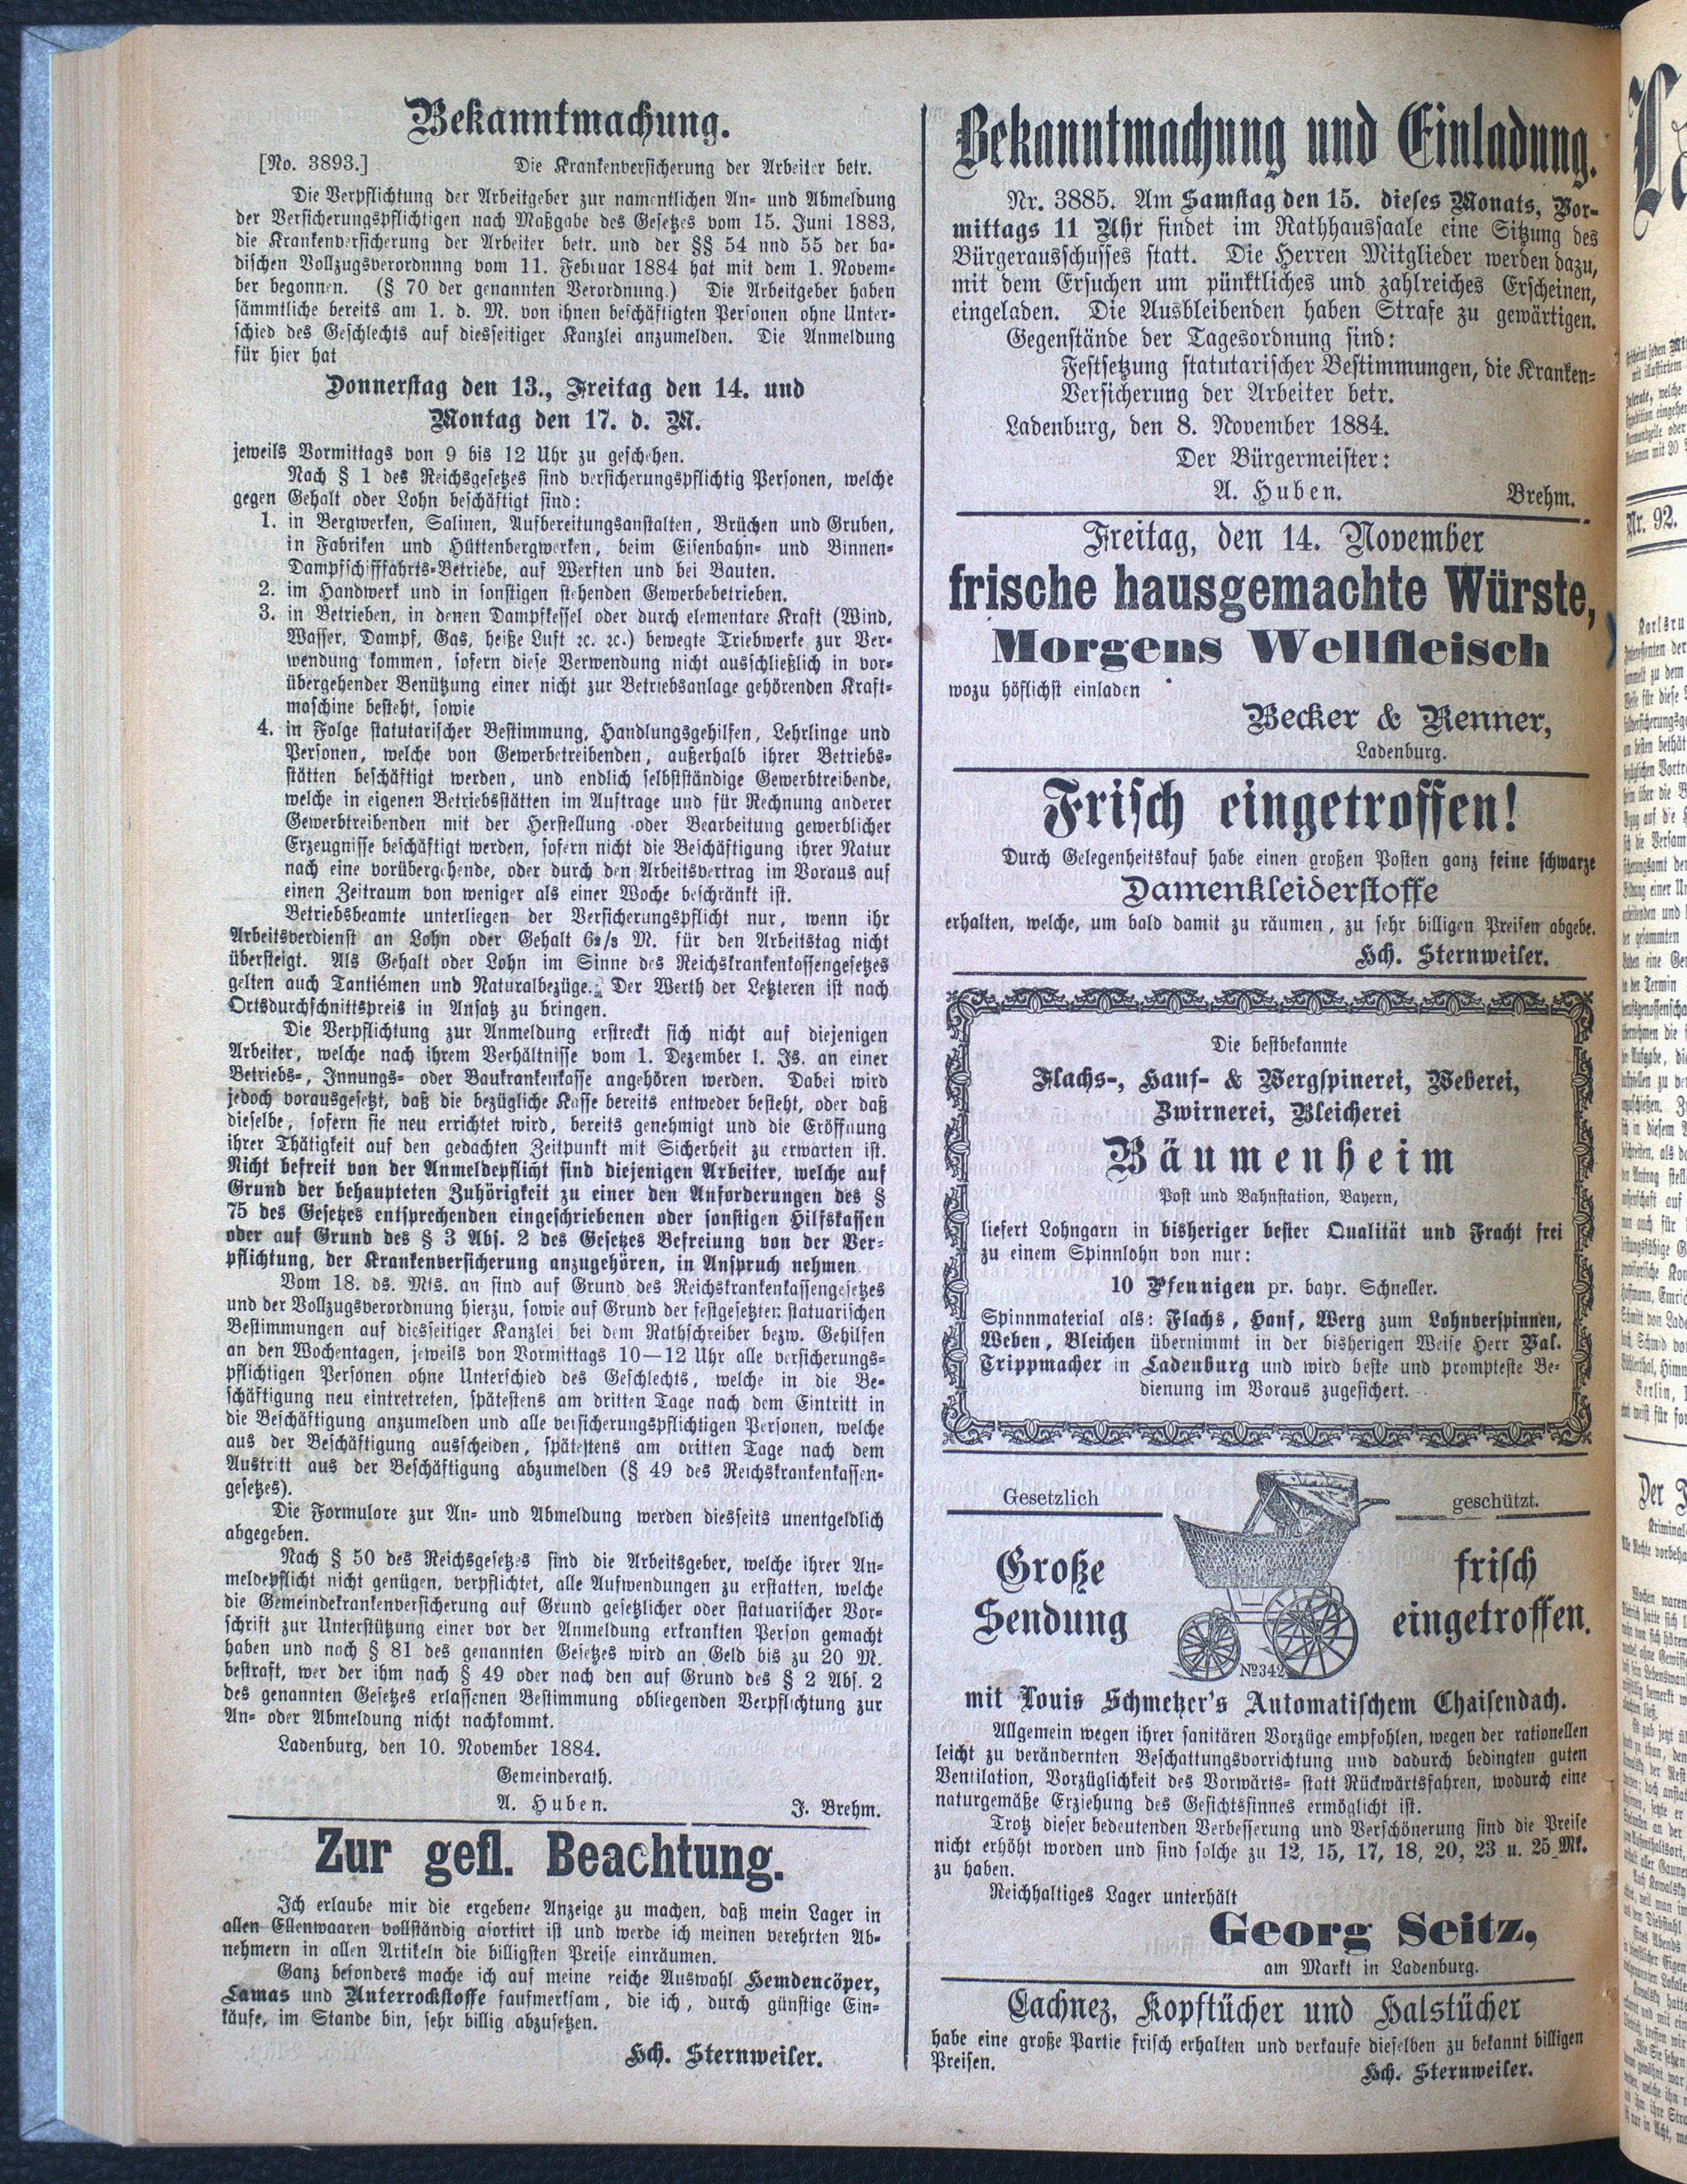 Bekanntmachung.
[No. 3893.] Die Krankenversicherung der Arbeiter betr.
Die Verpflichtung der Arbeitgeber zur namentlichen An- und Abmeldung
der Versicherungspflichtigen nach Maßgabe des Gesetzes vom 15. Juni 1883,
die Krankenversicherung der Arbeiter betr. und der §§ 54 nnd 55 der ba-
dischen Vollzugsverordnnng vom 11. Februar 1884 hat mit dem 1. Novem-
ber begonnen. (§ 70 der genannten Verordnung.) Die Arbeitgeber haben
sämmtliche bereits am 1. d. M. von ihnen beschäftigten Personen ohne Unter-
schied des Geschlechts auf diesseitiger Kanzlei anzumelden. Die Anmeldung
für hier hat
Donnerstag den 13., Freitag den 14. und
Montag den 17. d. M.
jeweils Vormittags von 9 bis 12 Uhr zu geschehen.
Nach § 1 des Reichsgesetzes sind versicherungspflichtig Personen, welche
gegen Gehalt oder Lohn beschäftigt sind:
1. in Bergwerken, Salinen, Aufbereitungsanstalten, Brüchen und Gruben,
in Fabriken und Hüttenbergwerken, beim Eisenbahn- und Binnen-
Dampfschifffahrts-Betriebe, auf Werften und bei Bauten.
2. im Handwerk und in sonstigen stehenden Gewerbebetrieben.
3. in Betrieben, in denen Dampfkessel oder durch elementare Kraft (Wind,
Wasser, Dampf, Gas, heiße Luft ꝛc. ꝛc.) bewegte Triebwerke zur Ver-
wendung kommen, sofern diese Verwendung nicht ausschließlich in vor-
übergehender Benützung einer nicht zur Betriebsanlage gehörenden Kraft-
maschine besteht, sowie
4. in Folge statutarischer Bestimmung, Handlungsgehilfen, Lehrlinge und
Personen, welche von Gewerbetreibenden, außerhalb ihrer Betriebs-
stätten beschäftigt werden, und endlich selbstständige Gewerbtreibende,
welche in eigenen Betriebsstätten im Auftrage und für Rechnung anderer
Gewerbtreibenden mit der Herstellung oder Bearbeitung gewerblicher
Erzeugnisse beschäftigt werden, sofern nicht die Beschäftigung ihrer Natur
nach eine vorübergehende, oder durch den Arbeitsvertrag im Voraus auf
einen Zeitraum von weniger als einer Woche beschränkt ist.
Betriebsbeamte unterliegen der Versicherungspflicht nur, wenn ihr
Arbeitsverdienst an Lohn oder Gehalt 6 2/3 M. für den Arbeitstag nicht
übersteigt. Als Gehalt oder Lohn im Sinne des Reichskrankenkassengesetzes
gelten auch Tantiémen und Naturalbezüge. Der Werth der Letzteren ist nach
Ortsdurchschnittspreis in Ansatz zu bringen.
Die Verpflichtung zur Anmeldung erstreckt sich nicht auf diejenigen
Arbeiter, welche nach ihrem Verhältnisse vom 1. Dezember l. Js. an einer
Betriebs-, Innungs- oder Baukrankenkasse angehören werden. Dabei wird
jedoch vorausgesetzt, daß die bezügliche Kasse bereits entweder besteht, oder daß
dieselbe, sofern sie neu errichtet wird, bereits genehmigt und die Eröffnung
ihrer Thätigkeit auf den gedachten Zeitpunkt mit Sicherheit zu erwarten ist.
Nicht befreit von der Anmeldepflicht sind diejenigen Arbeiter, welche auf
Grund der behaupteten Zuhörigkeit zu einer den Anforderungen des §
75 des Gesetzes entsprechenden eingeschriebenen oder sonstigen Hilfskassen
oder auf Grund des § 3 Abs. 2 des Gesetzes Befreiung von der Ver-
pflichtung, der Krankenversicherung anzugehören, in Anspruch nehmen.
Vom 18. ds. Mts. an sind auf Grund des Reichskrankenkassengesetzes
und der Vollzugsverordnung hierzu, sowie auf Grund der festgesetzten statuarischen
Bestimmungen auf diesseitiger Kanzlei bei dem Rathschreiber bezw. Gehilfen
an den Wochentagen, jeweils von Vormittags 10—12 Uhr alle versicherungs-
pflichtigen Personen ohne Unterschied des Geschlechts, welche in die Be-
schäftigung neu eintretreten, spätestens am dritten Tage nach dem Eintritt in
die Beschäftigung anzumelden und alle versicherungspflichtigen Personen, welche
aus der Beschäftigung ausscheiden, spätestens am dritten Tage nach dem
Austritt aus der Beschäftigung abzumelden (§ 49 des Reichskrankenkassen-
gesetzes).
Die Formulare zur An- und Abmeldung werden diesseits unentgeldlich
abgegeben.
Nach § 50 des Reichsgesetzes sind die Arbeitsgeber, welche ihrer An-
meldepflicht nicht genügen, verpflichtet, alle Aufwendungen zu erstatten, welche
die Gemeindekrankenversicherung auf Grund gesetzlicher oder statuarischer Vor-
schrift zur Unterstützung einer vor der Anmeldung erkrankten Person gemacht
haben und nach § 81 des genannten Gesetzes wird an Geld bis zu 20 M.
bestraft, wer der ihm nach § 49 oder nach den auf Grund des § 2 Abs. 2
des genannten Gesetzes erlassenen Bestimmung obliegenden Verpflichtung zur
An- oder Abmeldung nicht nachkommt.
Ladenburg, den 10. November 1884.
Gemeinderath.
A. Huben. J. Brehm.
Zur gefl. Beachtung.
Ich erlaube mir die ergebene Anzeige zu machen, daß mein Lager in
allen Ellenwaaren vollständig asortirt ist und werde ich meinen verehrten Ab-
nehmern in allen Artikeln die billigsten Preise einräumen.
Ganz besonders mache ich auf meine reiche Auswahl Hemdencöper,
Lamas und Unterrockstoffe faufmerksam, die ich, durch günstige Ein-
käufe, im Stande bin, sehr billig abzusetzen.
Hch. Sternweiler.
Bekanntmachung und Einladung.
Nr. 3885. Am Samstag den 15. dieses Monats, Vor-
mittags 11 Uhr findet im Rathhaussaale eine Sitzung des
Bürgerausschusses statt. Die Herren Mitglieder werden dazu,
mit dem Ersuchen um pünktliches und zahlreiches Erscheinen,
eingeladen. Die Ausbleibenden haben Strafe zu gewärtigen.
Gegenstände der Tagesordnung sind:
Festsetzung statutarischer Bestimmungen, die Kranken-
Versicherung der Arbeiter betr.
Ladenburg, den 8. November 1884.
Der Bürgermeister:
A. Huben. Brehm.
Freitag, den 14. November
frische hausgemachte Würste,
Morgens Wellfleisch
wozu höflichst einladen
Becker & Renner,
Ladenburg.
Frisch eingetroffen!
Durch Gelegenheitskauf habe einen großen Posten ganz feine schwarze
Damenkleiderstoffe
erhalten, welche, um bald damit zu räumen, zu sehr billigen Preisen abgebe.
Hch. Sternweiler.
Die bestbekannte
Flachs-, Hanf- & Wergspinerei, Weberei,
Zwirnerei, Bleicherei
Bäumenheim
Post und Bahnstation, Bayern,
liefert Lohngarn in bisheriger bester Qualität und Fracht frei
zu einem Spinnlohn von nur:
10 Pfennigen pr. bayr. Schneller.
Spinnmaterial als: Flachs, Hanf, Werg zum Lohnverspinnen,
Weben, Bleichen übernimmt in der bisherigen Weise Herr Val.
Trippmacher in Ladenburg und wird beste und prompteste Be-
dienung im Voraus zugesichert.
Gesetzlich geschützt.
Große frisch
Sendung eingetroffen.
No 342
mit Louis Schmetzer's Automatischem Chaisendach.
Allgemein wegen ihrer sanitären Vorzüge empfohlen, wegen der rationellen
leicht zu verändernten Beschattungsvorrichtung und dadurch bedingten guten
Ventilation, Vorzüglichkeit des Vorwärts- statt Rückwärtsfahren, wodurch eine
naturgemäße Erziehung des Gesichtssinnes ermöglicht ist.
Trotz dieser bedeutenden Verbesserung und Verschönerung sind die Preise
nicht erhöht worden und sind solche zu 12, 15, 17, 18, 20, 23 u. 25 Mk.
zu haben.
Reichhaltiges Lager unterhält
Georg Seitz,
am Markt in Ladenburg.
Cachnez, Kopftücher und Halstücher
habe eine große Partie frisch erhalten und verkaufe dieselben zu bekannt billigen
Preisen.
Hch. Sternweiler.
Nr. 92.